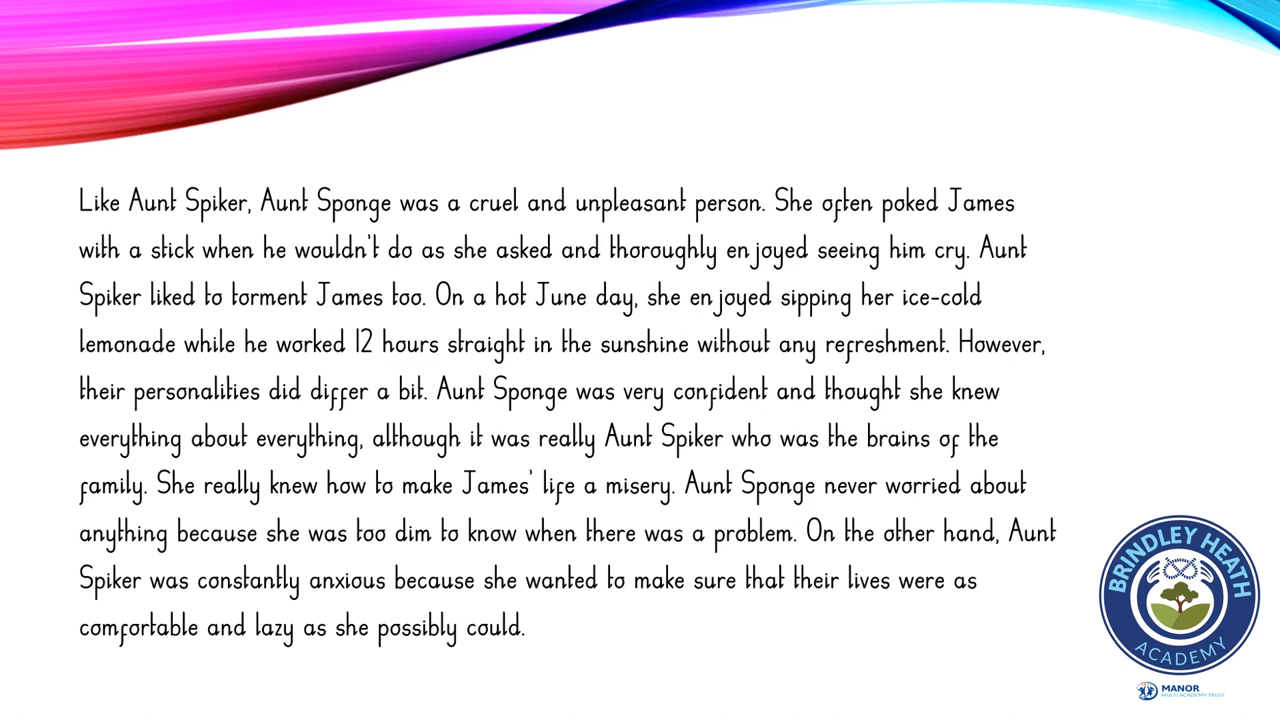 Like Aunt Spiker, Aunt Sponge was a cruel and unpleasant person. She often poked James
with a stick when he wouldn't do as she asked and thoroughly enjoyed seeing him cry. Aunt
Spiker liked to torment James too. On a hot June day, she enjoyed sipping her ice-cold
lemonade while he worked 12 hours straight in the sunshine without any refreshment. However,
their personalities did differ a bit. Aunt Sponge was very confident and thought she knew
everything about everything, although it was really Aunt Spiker who was the brains of the
family. She really knew how to make James' life a misery. Aunt Sponge never worried about
anything because she was too dim to know when there was a problem. On the other hand, Aunt
Spiker was constantly anxious because she wanted to make sure that their lives were as
comfortable and lazy as she possibly could.
BRINDLEY HEATH
ACADEMY
MANOR
MULTI ACADEMY TRUST